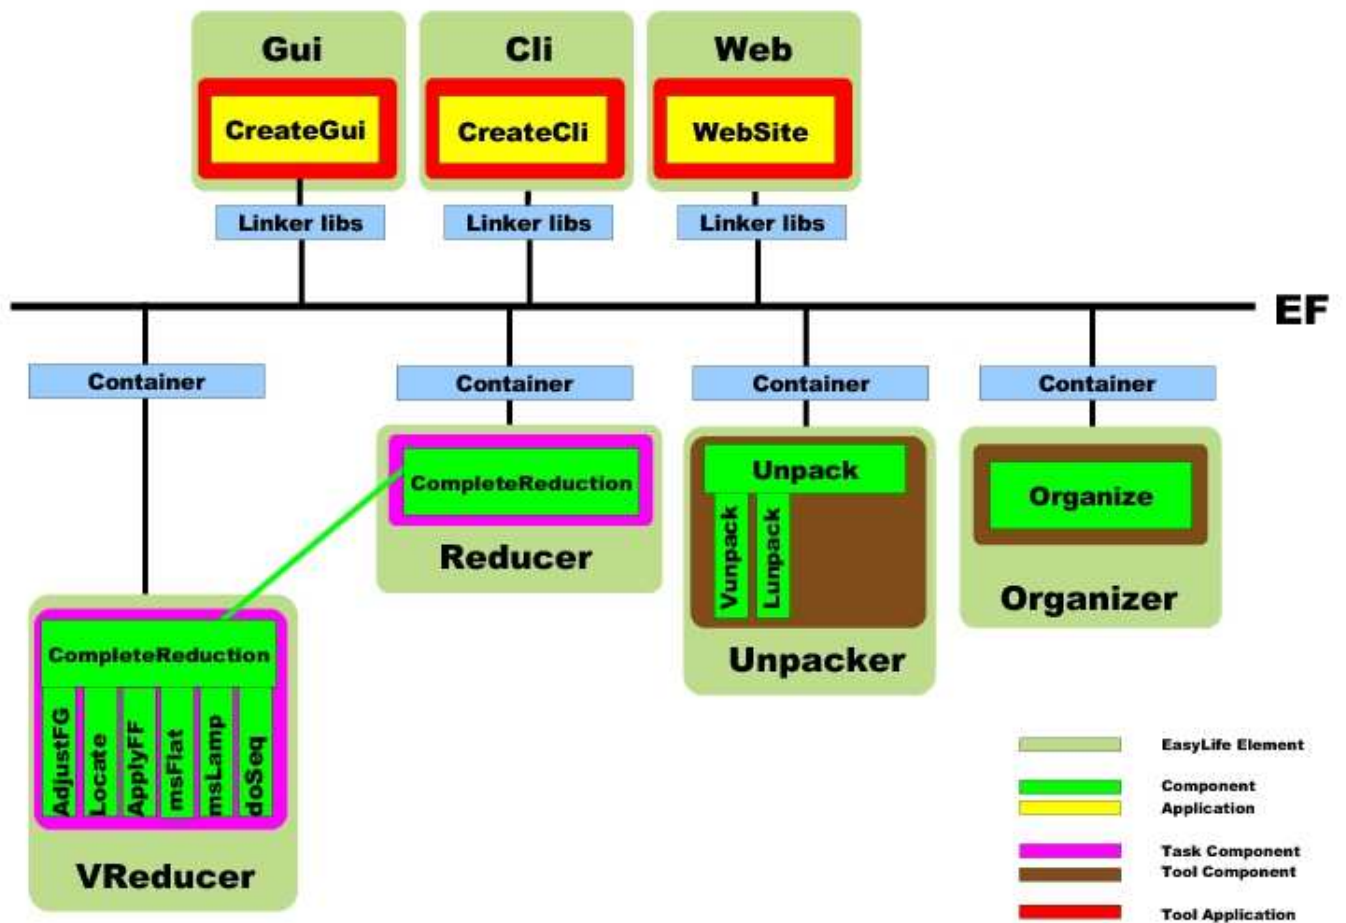 Gui
Cli
Web
CreateGui
CreateCli
WebSite
Linker libs
Linker libs
Linker libs
EF
Container
Container
Container
Container
CompleteReduction
Reducer
Unpack
Vunpack
Lunpack
Unpacker
Organize
Organizer
CompleteReduction
AdjustFG
Locate
ApplyFF
msFlat
msLamp
doSeq
VReducer
EasyLife Element
Component
Application
Task Component
Tool Component
Tool Application